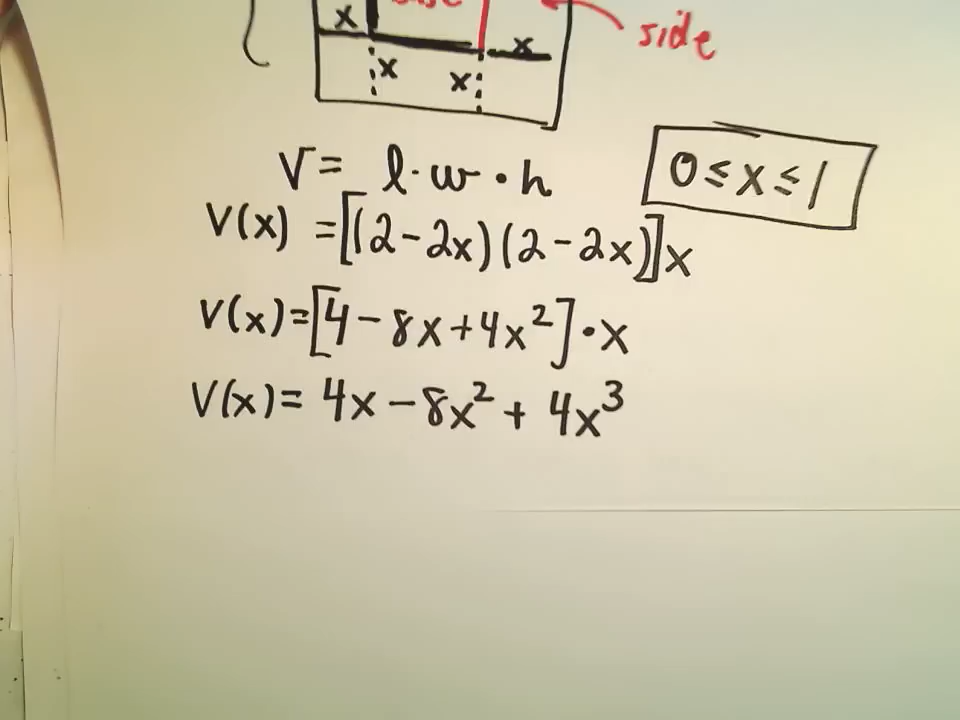 x
side
x
x
x
V = l · w · h
0 ≤ x ≤ 1
V(x) = [(2 - 2x)(2 - 2x)]x
V(x) = [4 - 8x + 4x²] · x
V(x) = 4x - 8x² + 4x³